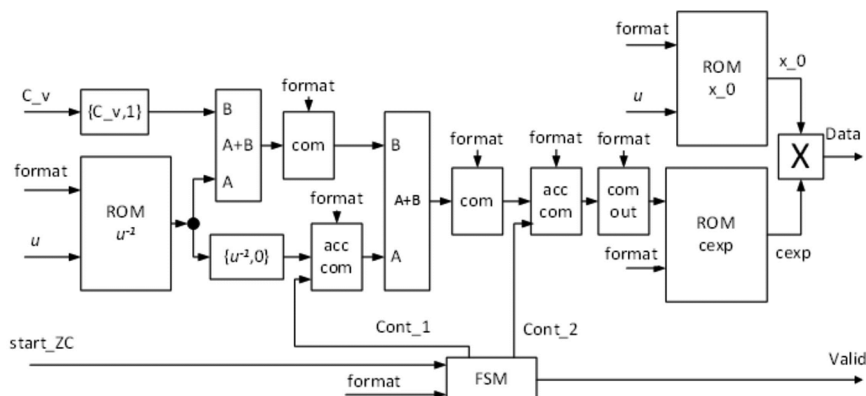 format
ROM
x_0
x_0
u
C_v
{C_v,1}
B
A+B
A
format
com
B
A+B
A
format
com
format
acc
com
format
com
out
Data
X
format
ROM
u⁻¹
u
{u⁻¹,0}
format
acc
com
ROM
cexp
format
cexp
Cont_1
Cont_2
start_ZC
format
FSM
Valid